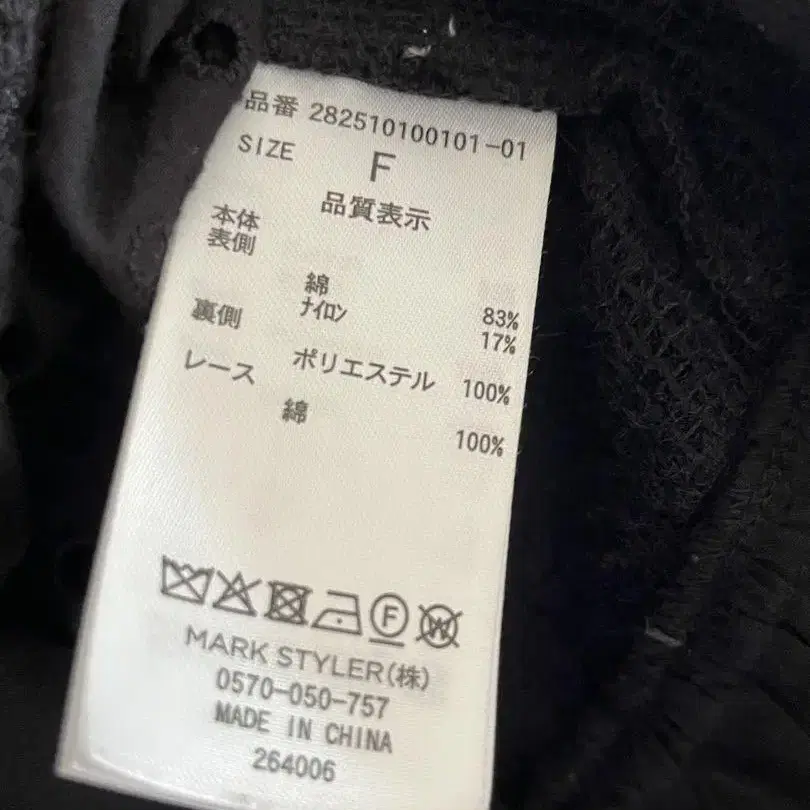 品番 282510100101-01
SIZE F
品質表示
本体
表側
綿 83%
ナイロン 17%
裏側
ポリエステル 100%
レース
綿 100%
F W
MARK STYLER(株)
0570-050-757
MADE IN CHINA
264006